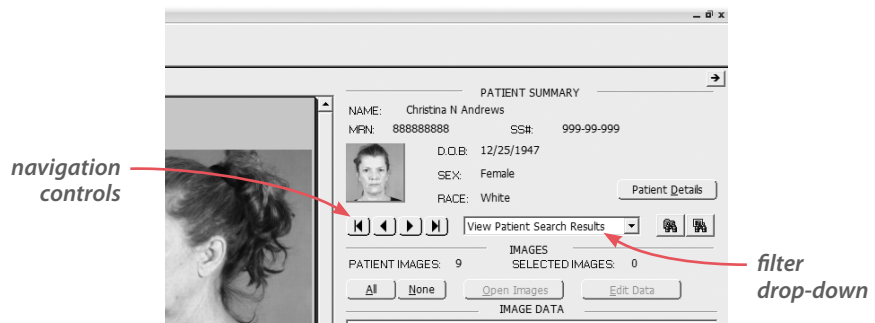 PATIENT SUMMARY
NAME: Christina N Andrews
MRN: 888888888 SS#: 999-99-999
D.O.B: 12/25/1947
SEX: Female
RACE: White
Patient Details
navigation
controls
View Patient Search Results
IMAGES
PATIENT IMAGES: 9 SELECTED IMAGES: 0
filter
drop-down
All None Open Images Edit Data
IMAGE DATA